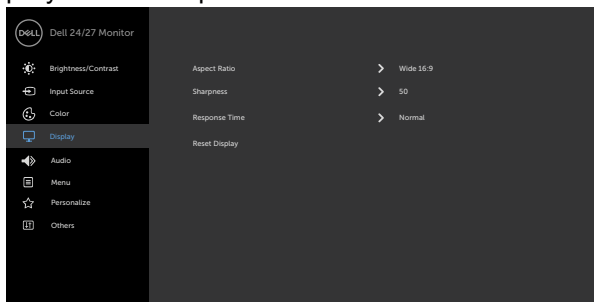 DELL
Dell 24/27 Monitor
Brightness/Contrast
Input Source
Color
Display
Audio
Menu
Personalize
Others
Aspect Ratio Wide 16:9
Sharpness 50
Response Time Normal
Reset Display